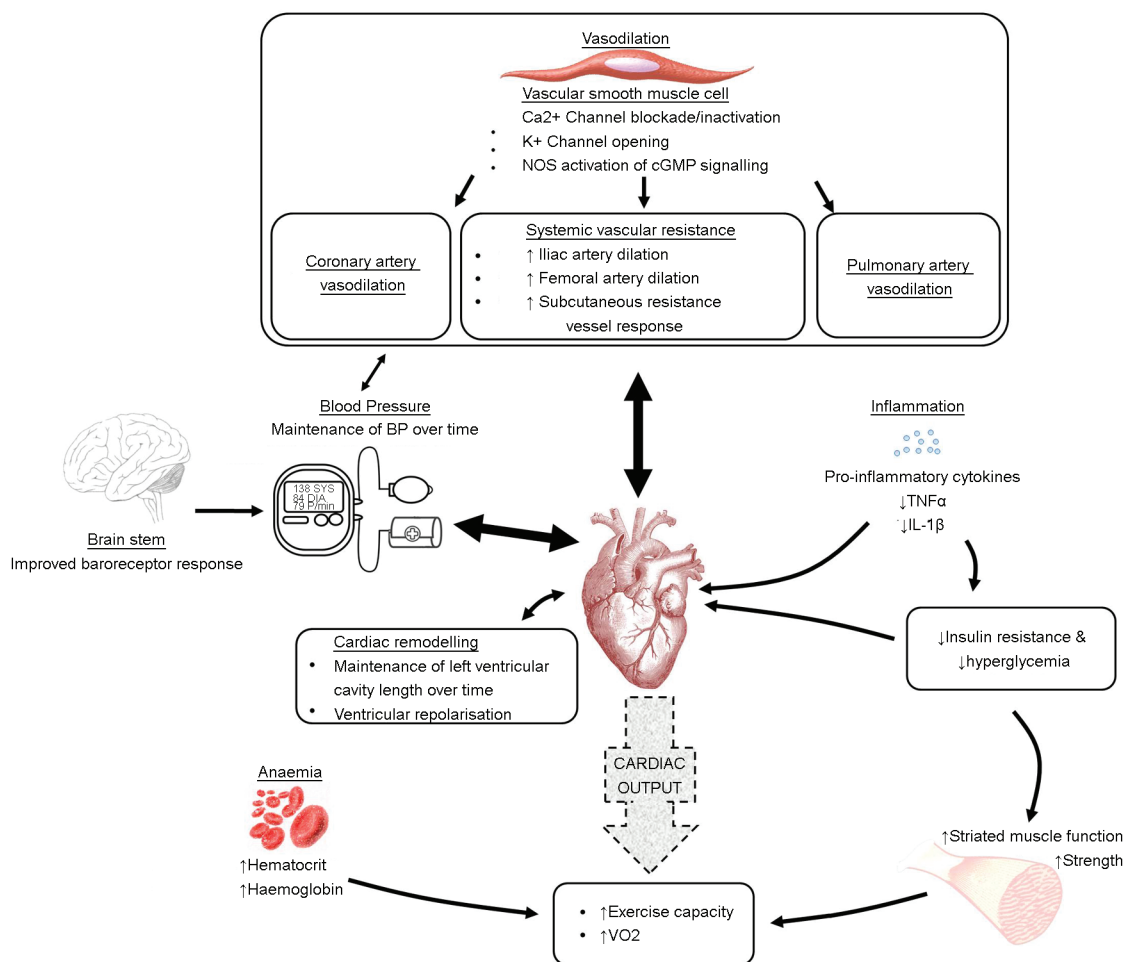 Vasodilation
Vascular smooth muscle cell
Ca2+ Channel blockade/inactivation
• K+ Channel opening
•
• NOS activation of cGMP signalling
Coronary artery
vasodilation
Systemic vascular resistance
• ↑ Iliac artery dilation
• ↑ Femoral artery dilation
• ↑ Subcutaneous resistance
vessel response
Pulmonary artery
vasodilation
Blood Pressure
Maintenance of BP over time
138 SYS
84 DIA
79 P/min
Brain stem
Improved baroreceptor response
Inflammation
Pro-inflammatory cytokines
↓TNFα
↓IL-1β
↓Insulin resistance &
↓hyperglycemia
Cardiac remodelling
• Maintenance of left ventricular
cavity length over time
• Ventricular repolarisation
CARDIAC
OUTPUT
Anaemia
↑Hematocrit
↑Haemoglobin
↑Striated muscle function
↑Strength
• ↑Exercise capacity
• ↑VO2